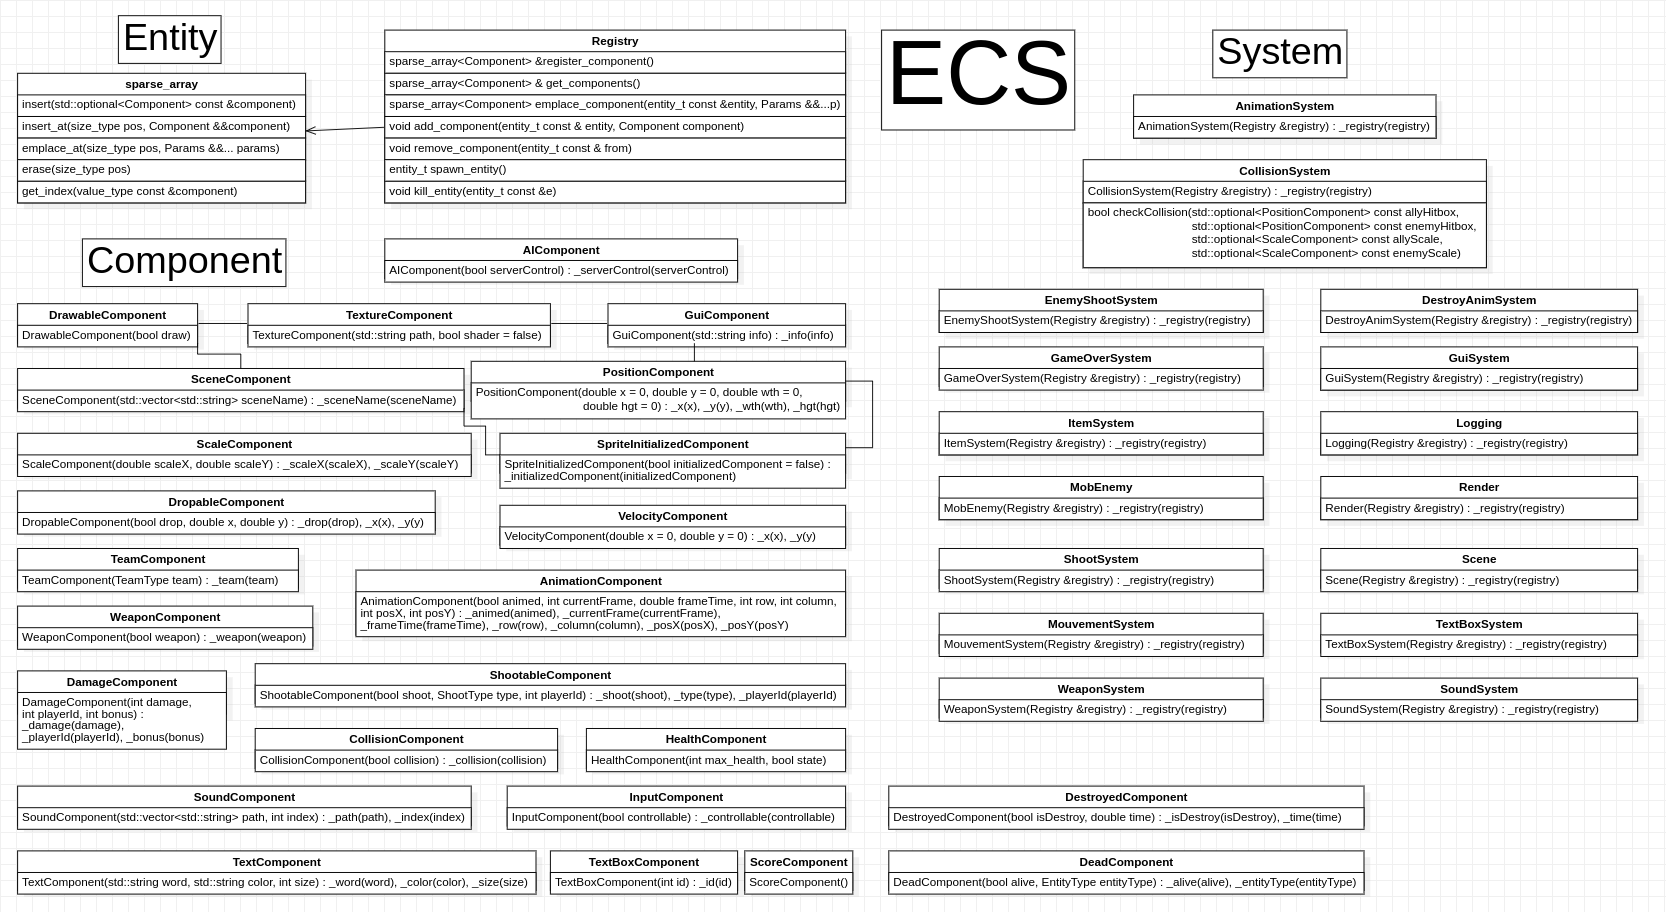 Entity
sparse_array
insert(std::optional<Component> const &component)
insert_at(size_type pos, Component &&component)
emplace_at(size_type pos, Params &&... params)
erase(size_type pos)
get_index(value_type const &component)
Registry
sparse_array<Component> &register_component()
sparse_array<Component> & get_components()
sparse_array<Component> emplace_component(entity_t const &entity, Params &&...p)
void add_component(entity_t const & entity, Component component)
void remove_component(entity_t const & from)
entity_t spawn_entity()
void kill_entity(entity_t const &e)
ECS
System
AnimationSystem
AnimationSystem(Registry &registry) : _registry(registry)
CollisionSystem
CollisionSystem(Registry &registry) : _registry(registry)
bool checkCollision(std::optional<PositionComponent> const allyHitbox,
std::optional<PositionComponent> const enemyHitbox,
std::optional<ScaleComponent> const allyScale,
std::optional<ScaleComponent> const enemyScale)
Component
AIComponent
AIComponent(bool serverControl) : _serverControl(serverControl)
DrawableComponent
DrawableComponent(bool draw)
TextureComponent
TextureComponent(std::string path, bool shader = false)
GuiComponent
GuiComponent(std::string info) : _info(info)
SceneComponent
SceneComponent(std::vector<std::string> sceneName) : _sceneName(sceneName)
PositionComponent
PositionComponent(double x = 0, double y = 0, double wth = 0,
double hgt = 0) : _x(x), _y(y), _wth(wth), _hgt(hgt)
ScaleComponent
ScaleComponent(double scaleX, double scaleY) : _scaleX(scaleX), _scaleY(scaleY)
SpriteInitializedComponent
SpriteInitializedComponent(bool initializedComponent = false) :
_initializedComponent(initializedComponent)
DropableComponent
DropableComponent(bool drop, double x, double y) : _drop(drop), _x(x), _y(y)
VelocityComponent
VelocityComponent(double x = 0, double y = 0) : _x(x), _y(y)
TeamComponent
TeamComponent(TeamType team) : _team(team)
AnimationComponent
AnimationComponent(bool animed, int currentFrame, double frameTime, int row, int column,
int posX, int posY) : _animed(animed), _currentFrame(currentFrame),
_frameTime(frameTime), _row(row), _column(column), _posX(posX), _posY(posY)
WeaponComponent
WeaponComponent(bool weapon) : _weapon(weapon)
DamageComponent
DamageComponent(int damage,
int playerId, int bonus) :
_damage(damage),
_playerId(playerId), _bonus(bonus)
ShootableComponent
ShootableComponent(bool shoot, ShootType type, int playerId) : _shoot(shoot), _type(type), _playerId(playerId)
CollisionComponent
CollisionComponent(bool collision) : _collision(collision)
HealthComponent
HealthComponent(int max_health, bool state)
SoundComponent
SoundComponent(std::vector<std::string> path, int index) : _path(path), _index(index)
InputComponent
InputComponent(bool controllable) : _controllable(controllable)
TextComponent
TextComponent(std::string word, std::string color, int size) : _word(word), _color(color), _size(size)
TextBoxComponent
TextBoxComponent(int id) : _id(id)
ScoreComponent
ScoreComponent()
EnemyShootSystem
EnemyShootSystem(Registry &registry) : _registry(registry)
DestroyAnimSystem
DestroyAnimSystem(Registry &registry) : _registry(registry)
GameOverSystem
GameOverSystem(Registry &registry) : _registry(registry)
GuiSystem
GuiSystem(Registry &registry) : _registry(registry)
ItemSystem
ItemSystem(Registry &registry) : _registry(registry)
Logging
Logging(Registry &registry) : _registry(registry)
MobEnemy
MobEnemy(Registry &registry) : _registry(registry)
Render
Render(Registry &registry) : _registry(registry)
ShootSystem
ShootSystem(Registry &registry) : _registry(registry)
Scene
Scene(Registry &registry) : _registry(registry)
MouvementSystem
MouvementSystem(Registry &registry) : _registry(registry)
TextBoxSystem
TextBoxSystem(Registry &registry) : _registry(registry)
WeaponSystem
WeaponSystem(Registry &registry) : _registry(registry)
SoundSystem
SoundSystem(Registry &registry) : _registry(registry)
DestroyedComponent
DestroyedComponent(bool isDestroy, double time) : _isDestroy(isDestroy), _time(time)
DeadComponent
DeadComponent(bool alive, EntityType entityType) : _alive(alive), _entityType(entityType)